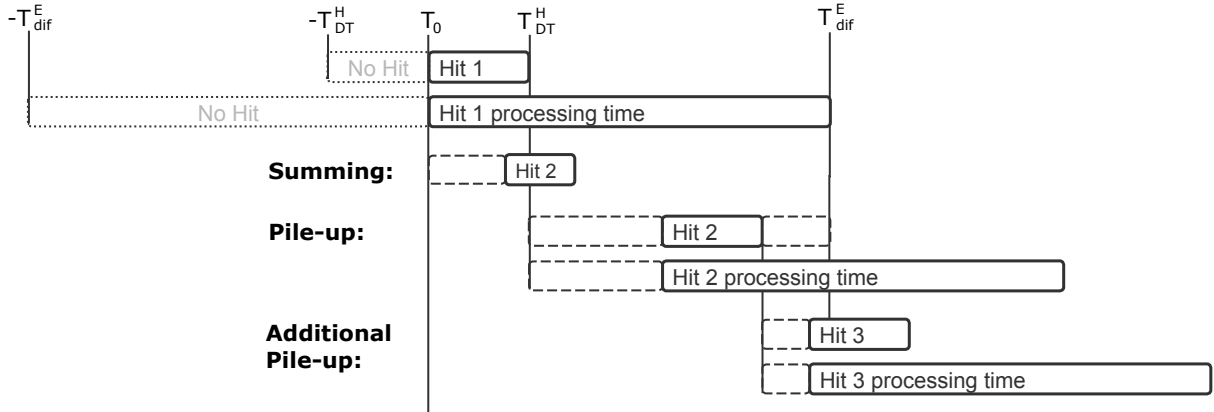 -T^E_dif -T^H_DT T_0 T^H_DT T^E_dif
No Hit Hit 1
No Hit Hit 1 processing time
Summing: Hit 2
Pile-up: Hit 2
Hit 2 processing time
Additional
Pile-up:
Hit 3
Hit 3 processing time